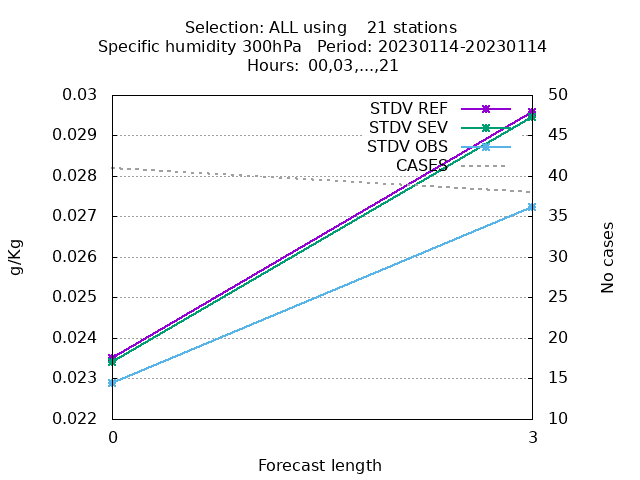 Selection: ALL using    21 stations
Specific humidity 300hPa   Period: 20230114-20230114
Hours:  00,03,...,21
0.03
0.029
0.028
0.027
0.026
0.025
0.024
0.023
0.022
50
45
40
35
30
25
20
15
10
STDV REF
STDV SEV
STDV OBS
CASES
g/Kg
No cases
0
3
Forecast length